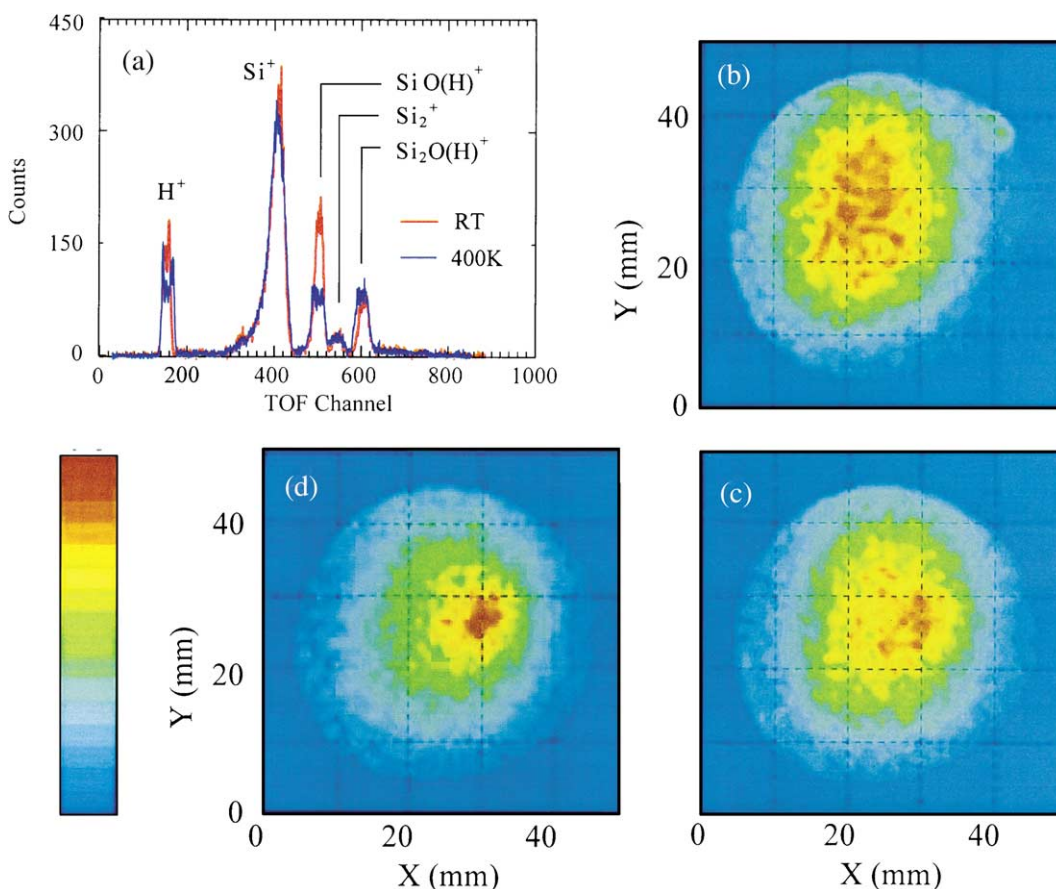 450
300
150
0
Counts
(a)
H⁺
Si⁺
Si O(H)⁺
Si₂⁺
Si₂O(H)⁺
RT
400K
0 200 400 600 800 1000
TOF Channel
(b)
40
20
0
Y (mm)
(d)
40
20
0
Y (mm)
0 20 40
X (mm)
(c)
0 20 40
X (mm)